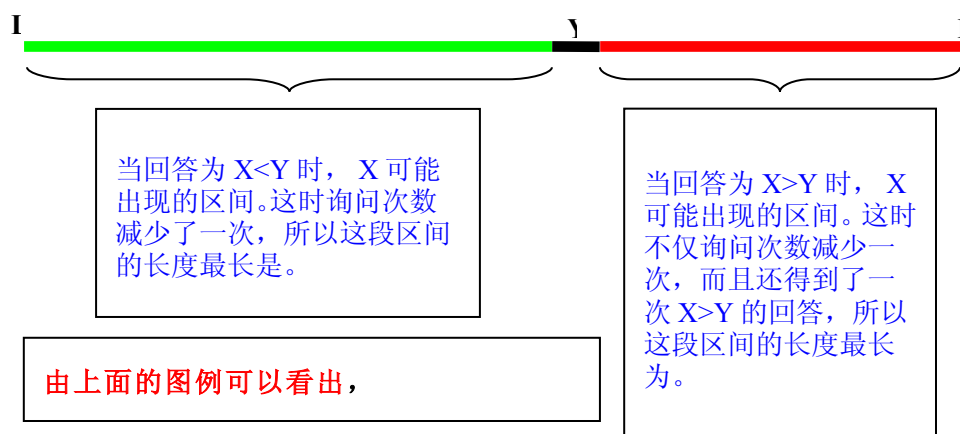 I
Y
当回答为 X<Y 时， X 可能
出现的区间。这时询问次数
减少了一次，所以这段区间
的长度最长是。
当回答为 X>Y 时， X
可能出现的区间。这时
不仅询问次数减少一
次，而且还得到了一
次 X>Y 的回答，所以
这段区间的长度最长
为。
由上面的图例可以看出，